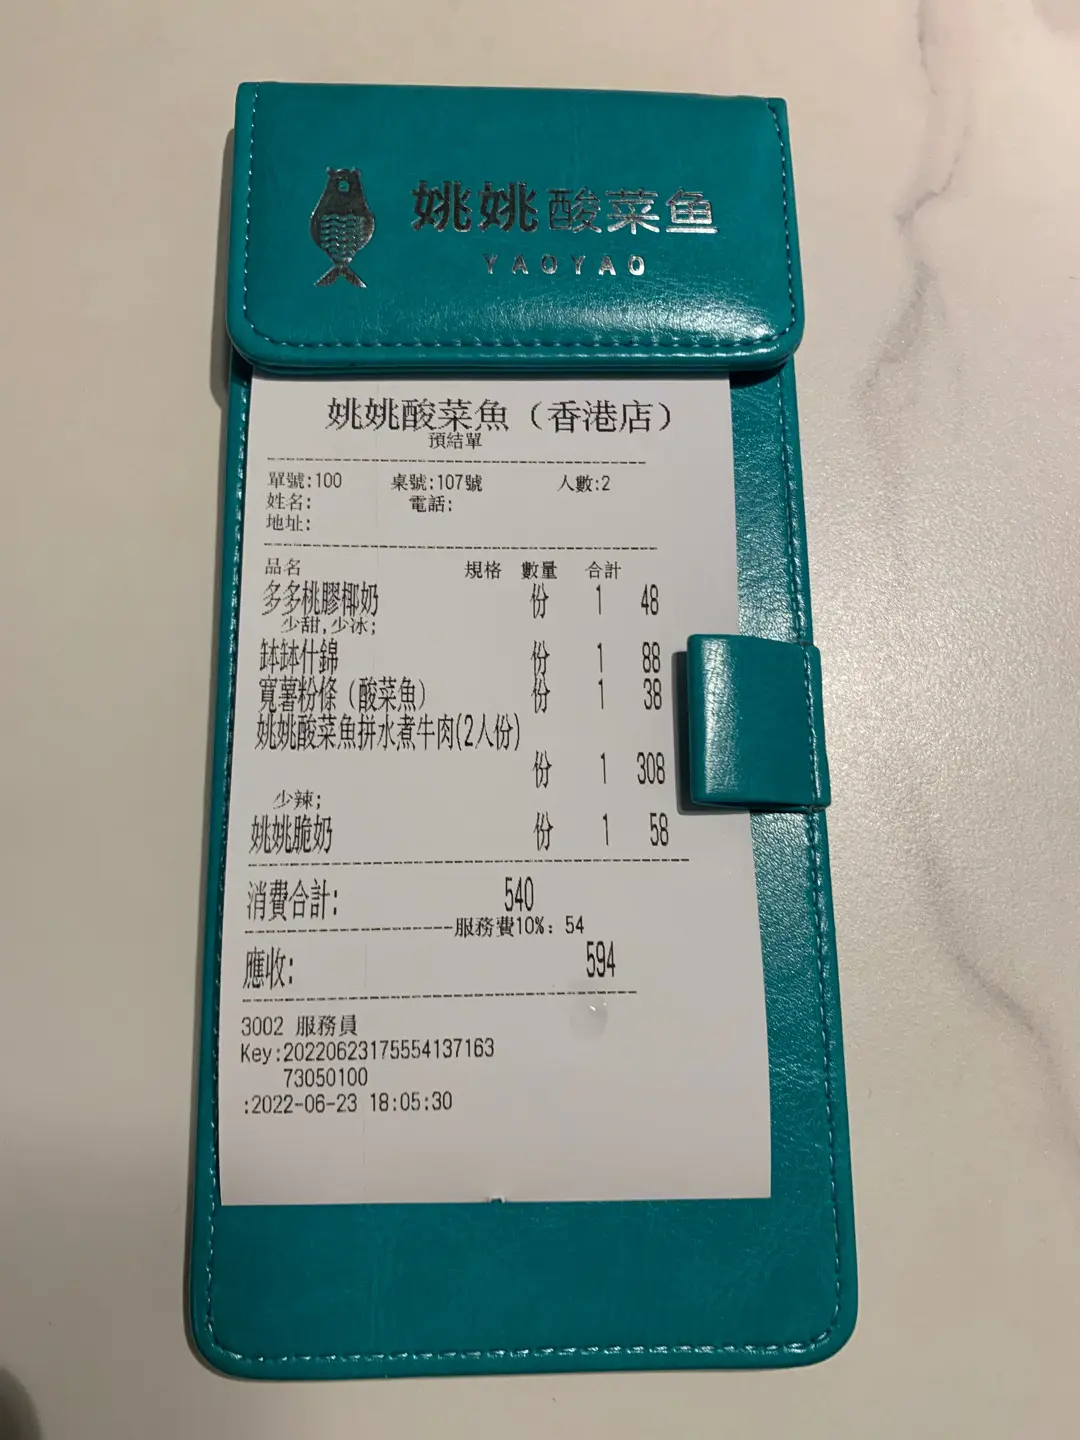 姚姚酸菜鱼
YAOYAO
姚姚酸菜魚（香港店）
預結單
單號:100 桌號:107號 人數:2
姓名: 電話:
地址:
品名 規格 數量 合計
多多桃膠椰奶 份 1 48
少甜,少冰;
缽缽什錦 份 1 88
寬薯粉條（酸菜魚） 份 1 38
姚姚酸菜魚拼水煮牛肉(2人份)
份 1 308
少辣;
姚姚脆奶 份 1 58
消費合計: 540
服務費10%: 54
應收: 594
3002 服務員
Key:20220623175554137163
73050100
:2022-06-23 18:05:30